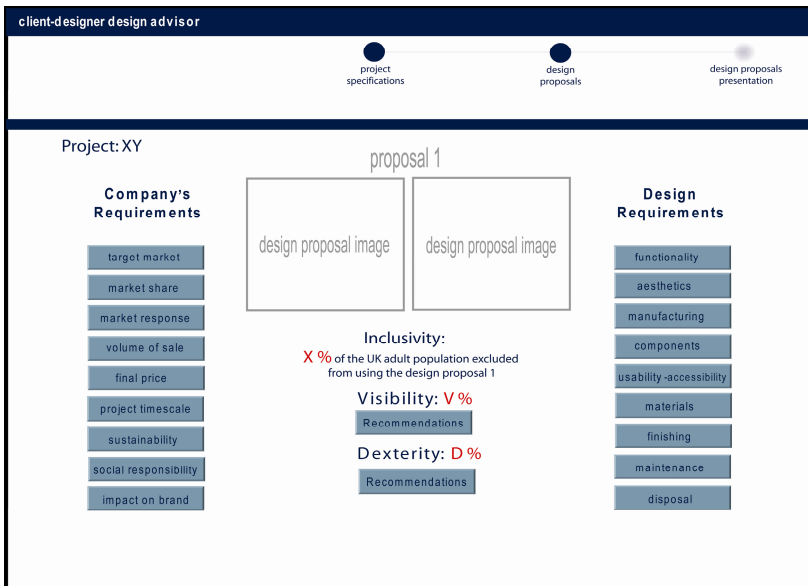 client-designer design advisor
project
specifications
design
proposals
design proposals
presentation
Project: XY
proposal 1
Company's
Requirements
target market
market share
market response
volume of sale
final price
project timescale
sustainability
social responsibility
impact on brand
design proposal image
design proposal image
Inclusivity:
X % of the UK adult population excluded
from using the design proposal 1
Visibility: V %
Recommendations
Dexterity: D %
Recommendations
Design
Requirements
functionality
aesthetics
manufacturing
components
usability -accessibility
materials
finishing
maintenance
disposal